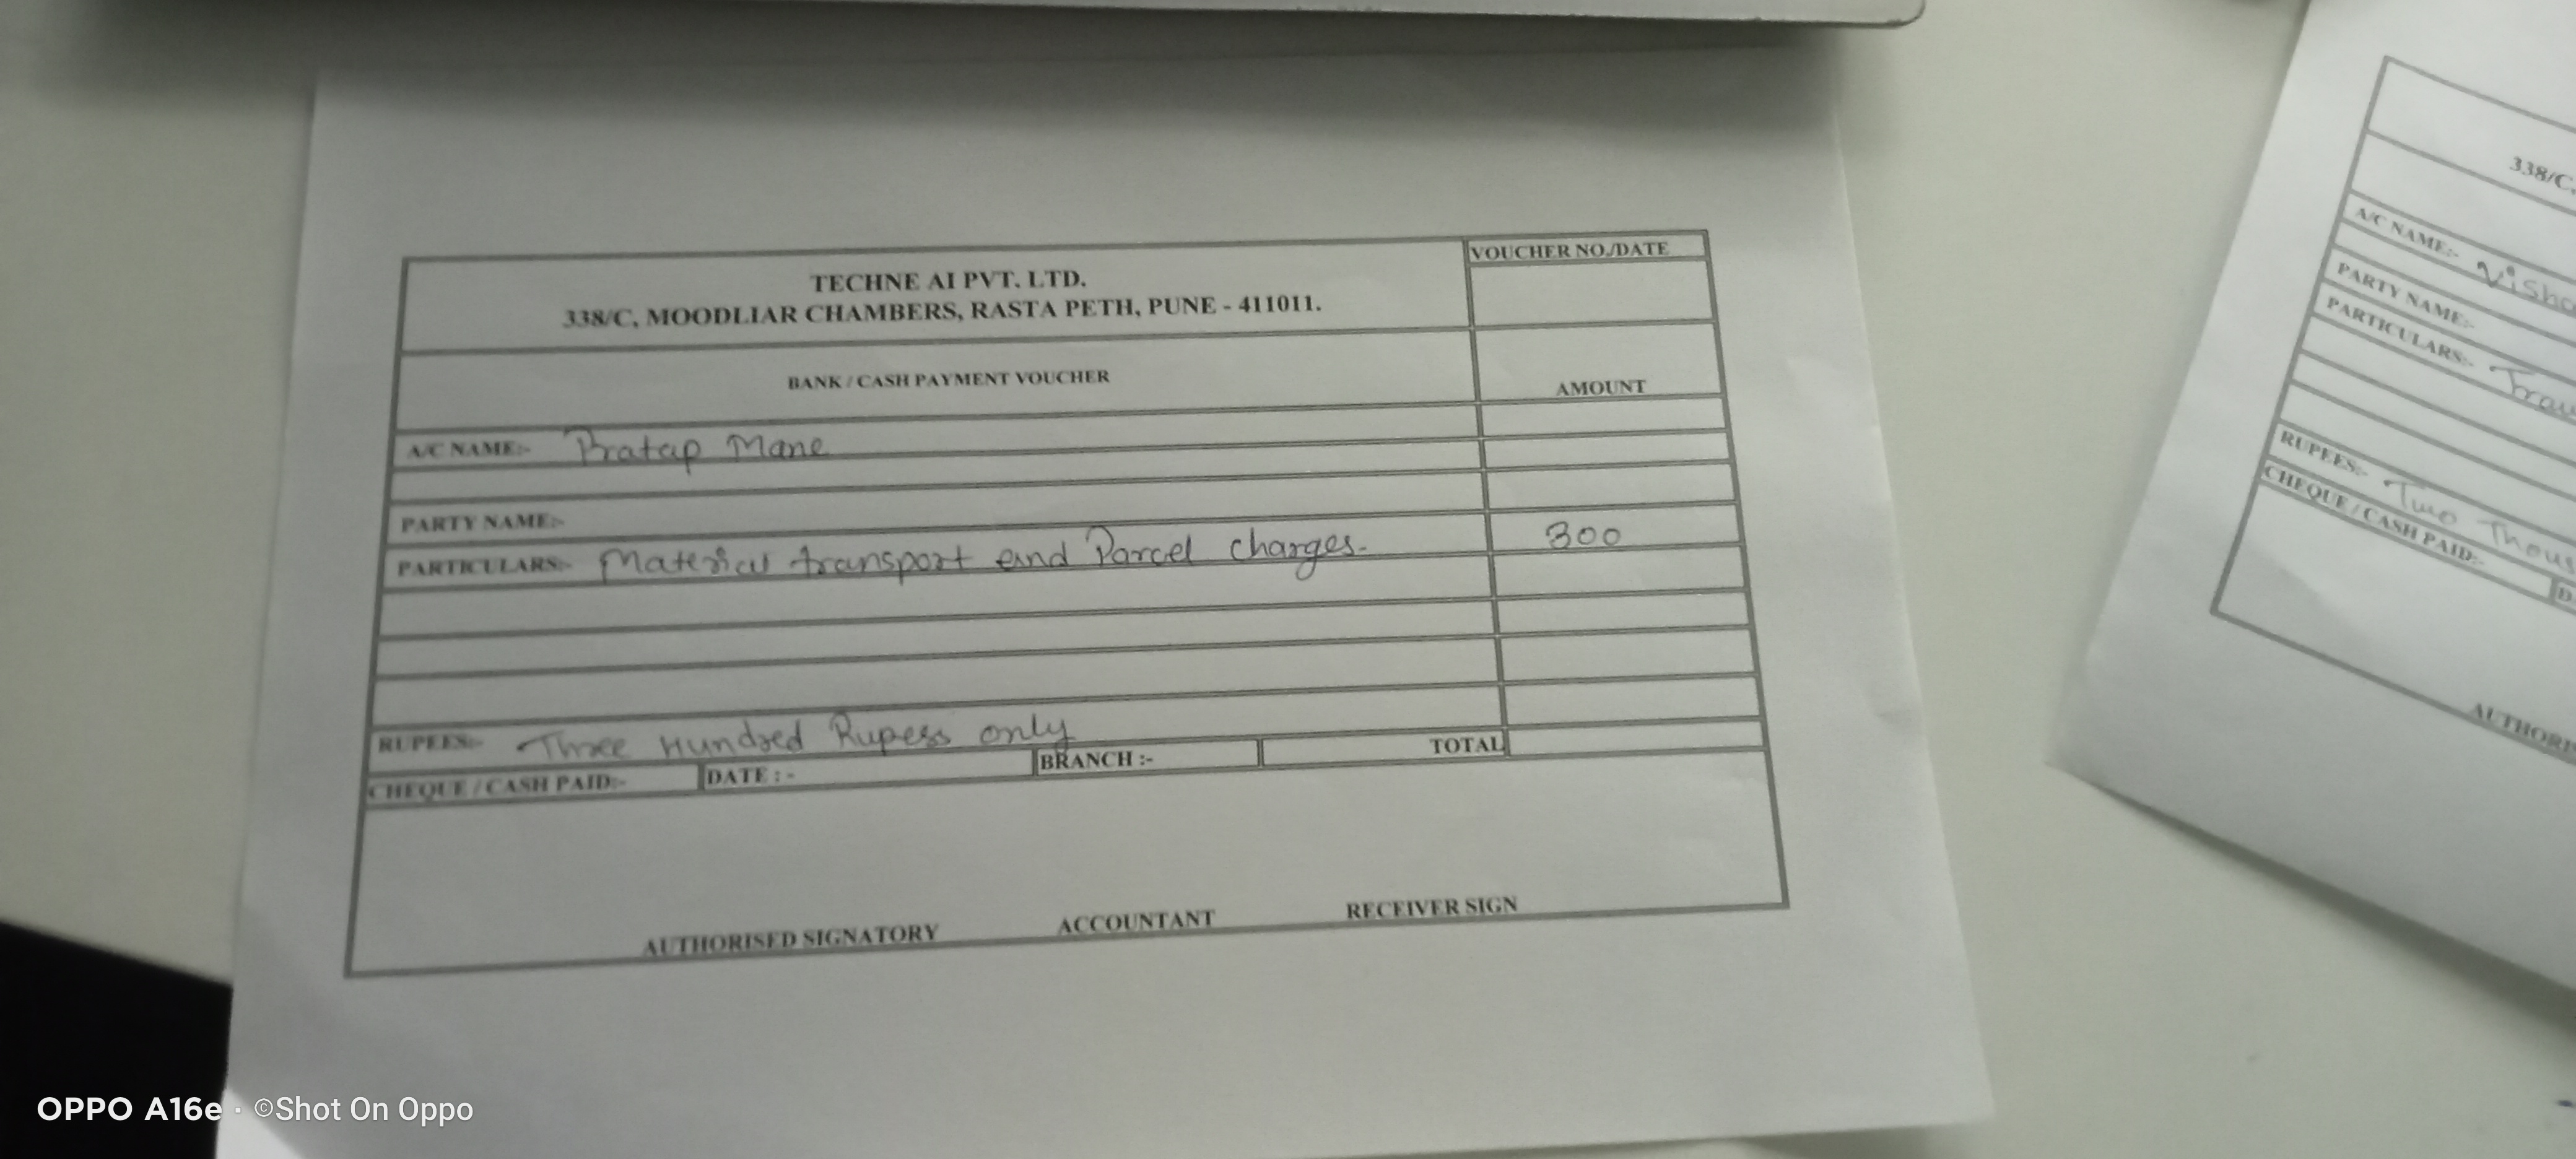 TECHNE AI PVT. LTD.
338/C, MOODLIAR CHAMBERS, RASTA PETH, PUNE - 411011.
VOUCHER NO./DATE
BANK / CASH PAYMENT VOUCHER
AMOUNT
A/C NAME:- Pratap Mane
PARTY NAME:-
PARTICULARS:- Material transport and Parcel charges. 300
RUPEES:- Three Hundred Rupess only
TOTAL
CHEQUE / CASH PAID:- DATE : - BRANCH :-
AUTHORISED SIGNATORY ACCOUNTANT RECEIVER SIGN
338/C,
A/C NAME:-
PARTY NAME:-
PARTICULARS:-
RUPEES:- Two
CHEQUE / CASH PAID:-
OPPO A16e · ©Shot On Oppo